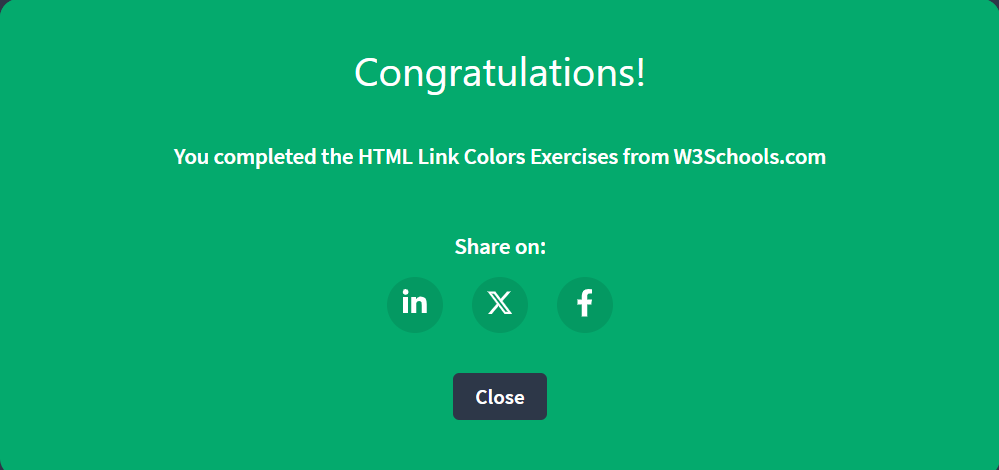 Congratulations!
You completed the HTML Link Colors Exercises from W3Schools.com
Share on:
in X f
Close